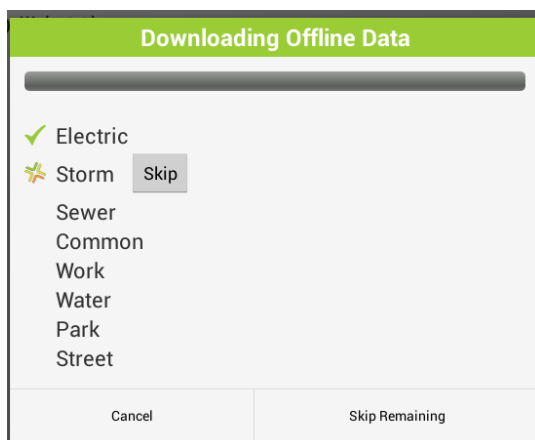 Downloading Offline Data
Electric
Storm Skip
Sewer
Common
Work
Water
Park
Street
Cancel Skip Remaining